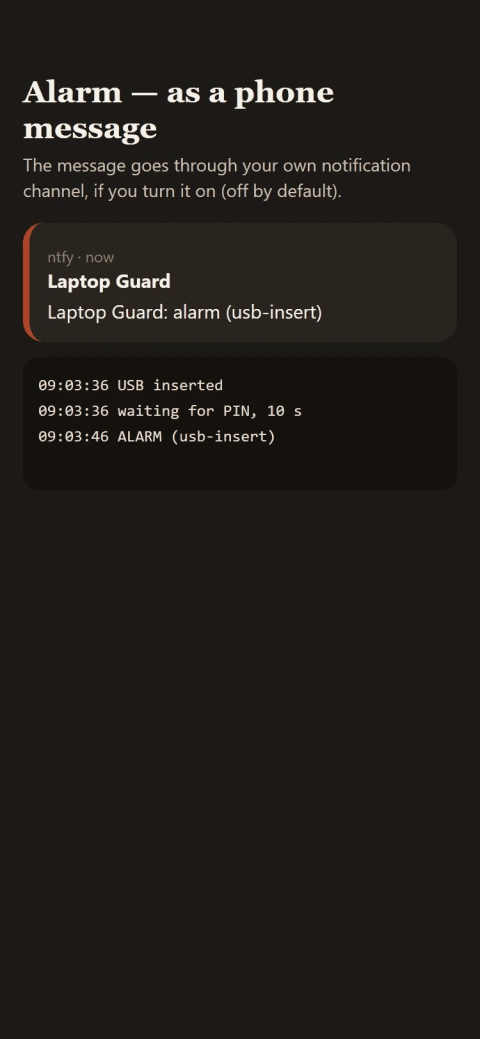 Alarm — as a phone
message
The message goes through your own notification
channel, if you turn it on (off by default).
ntfy · now
Laptop Guard
Laptop Guard: alarm (usb-insert)
09:03:36 USB inserted
09:03:36 waiting for PIN, 10 s
09:03:46 ALARM (usb-insert)